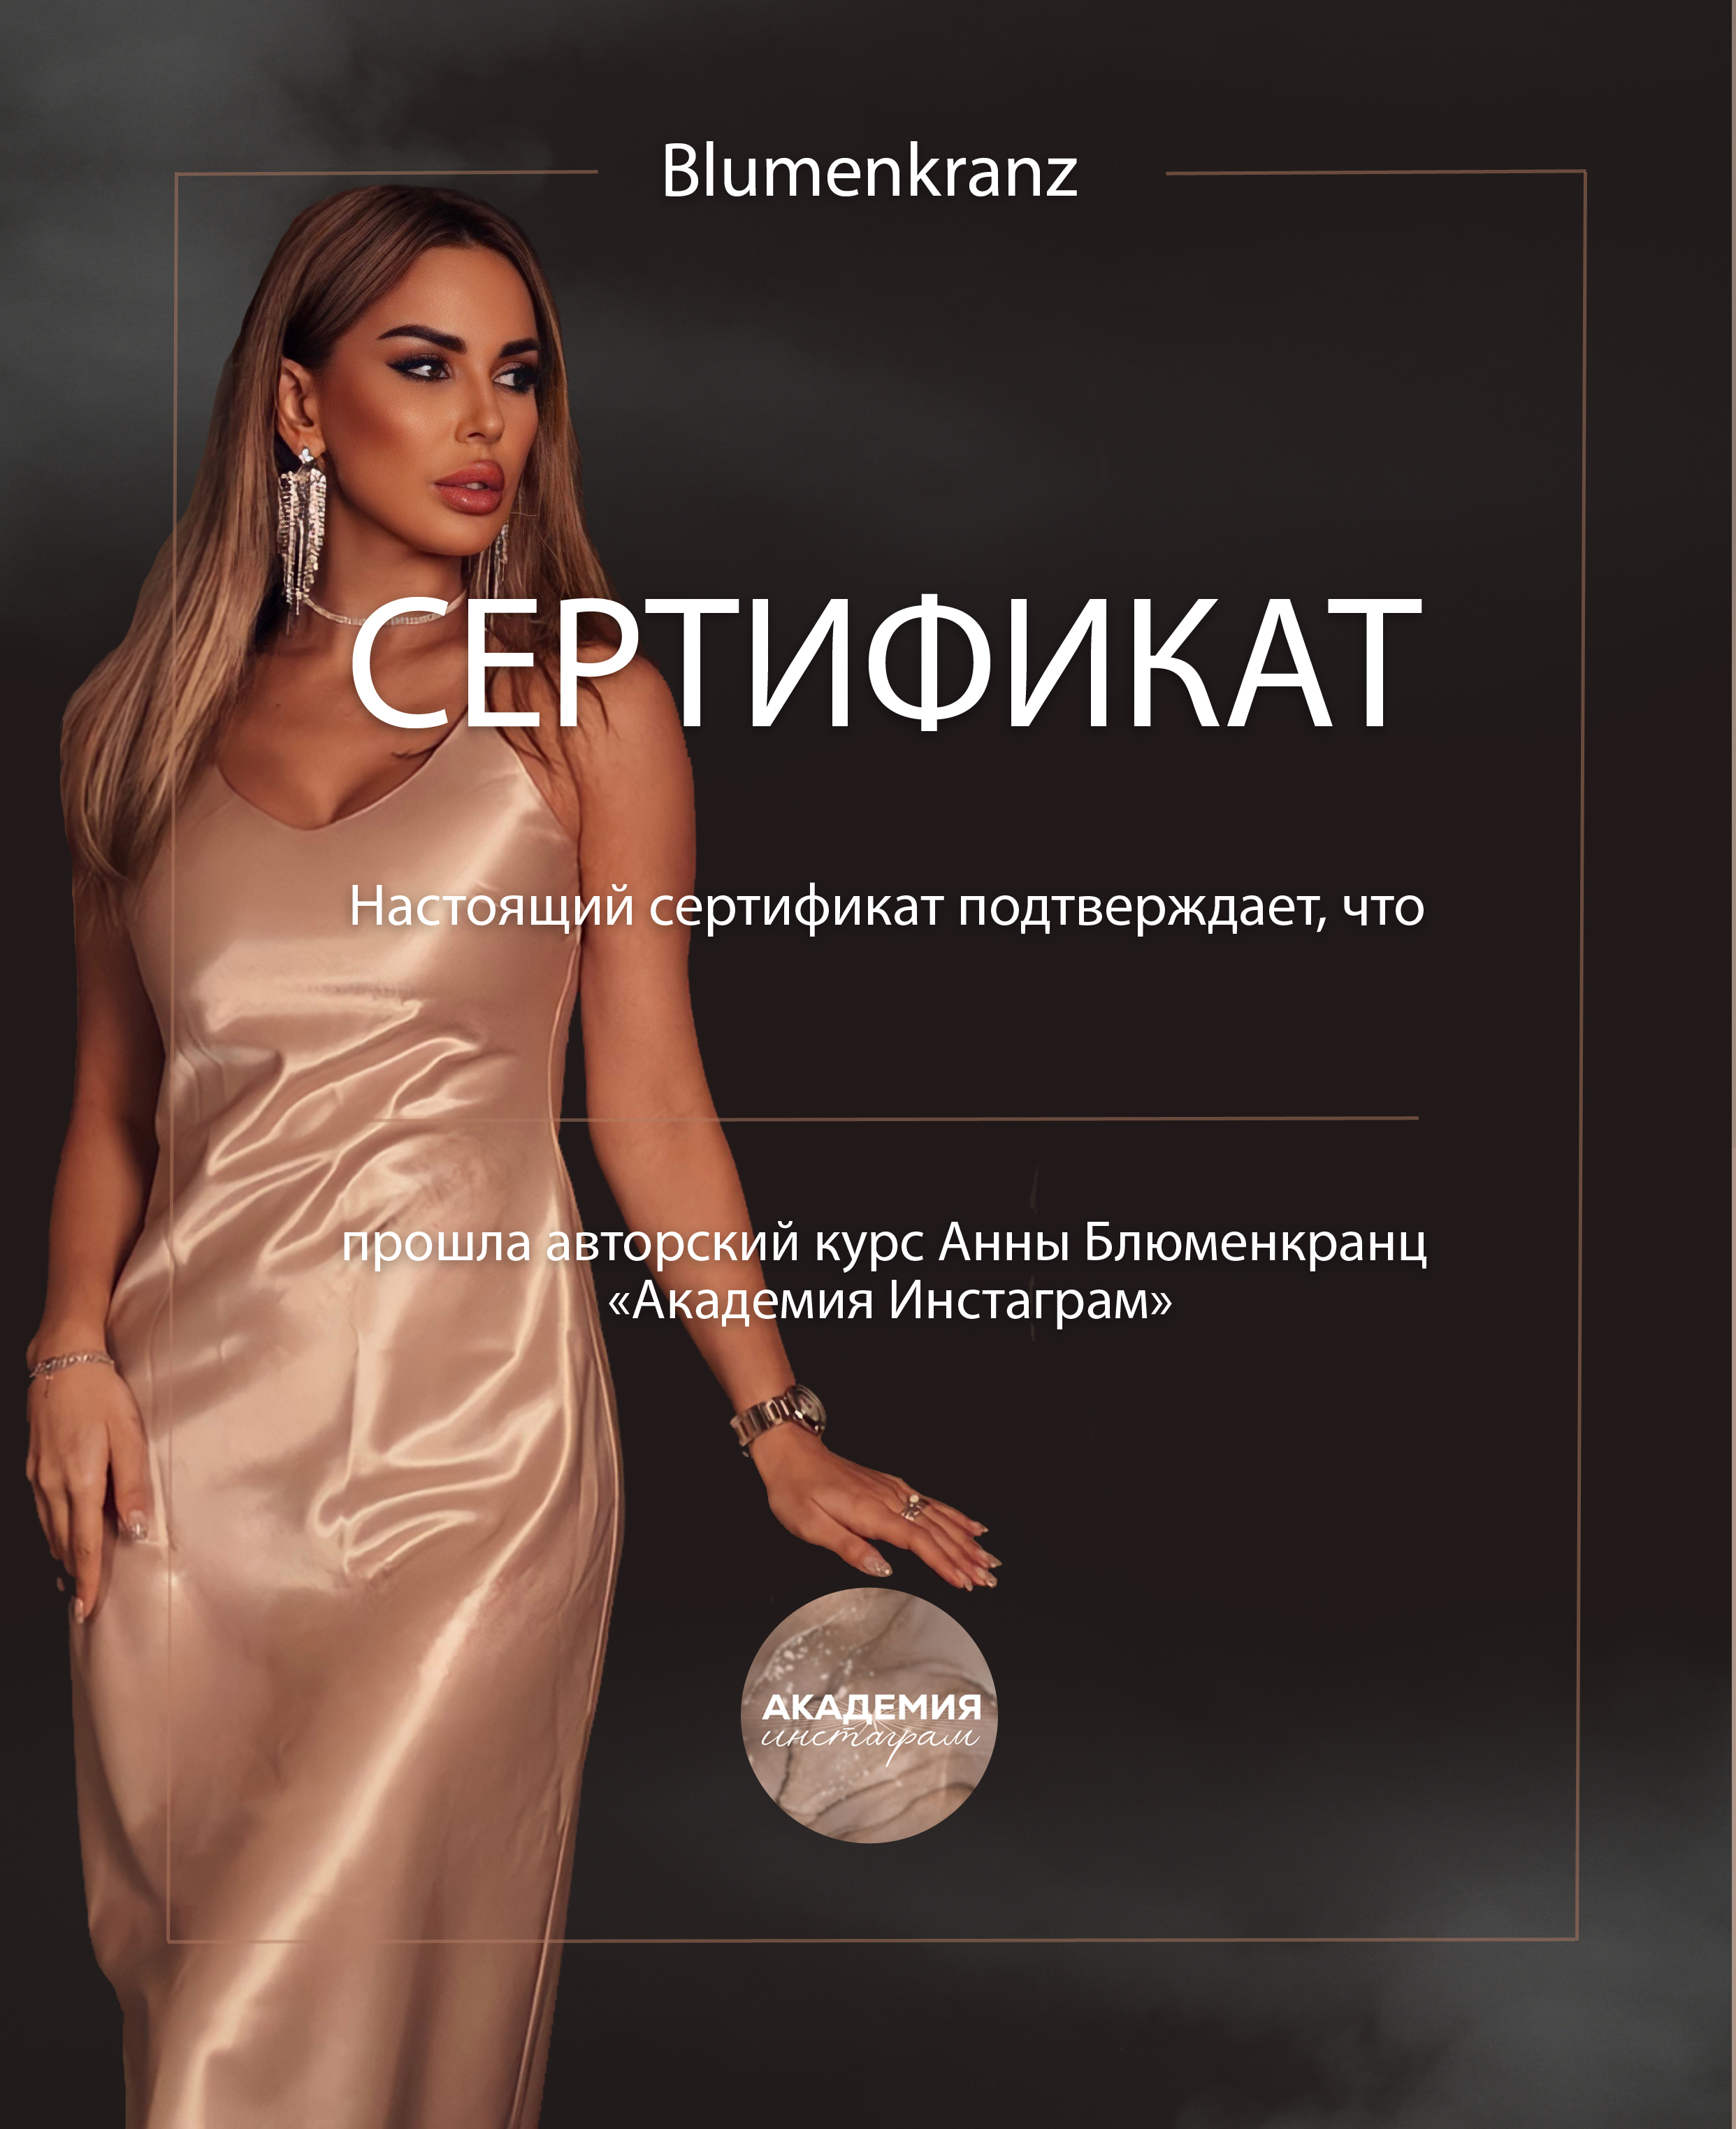 Blumenkranz
СЕРТИФИКАТ
Настоящий сертификат подтверждает, что
прошла авторский курс Анны Блюменкранц
«Академия Инстаграм»
АКАДЕМИЯ
инстаграм